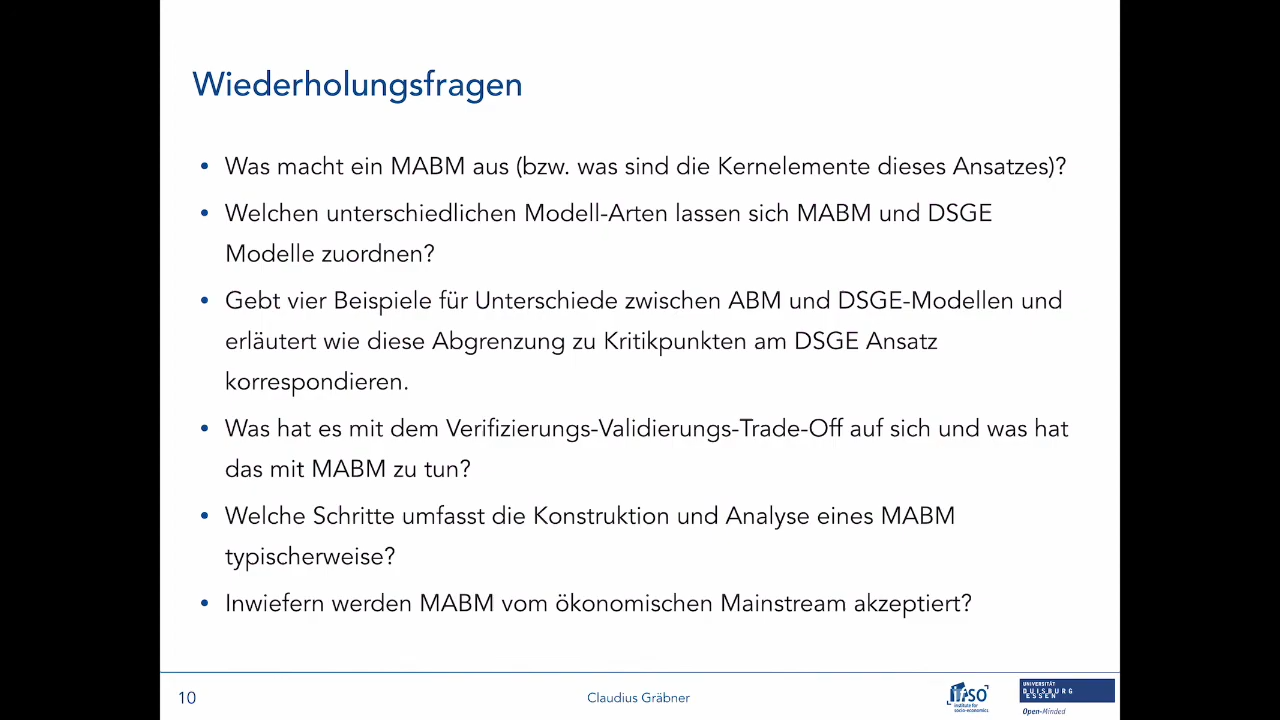 Wiederholungsfragen
• Was macht ein MABM aus (bzw. was sind die Kernelemente dieses Ansatzes)?
• Welchen unterschiedlichen Modell-Arten lassen sich MABM und DSGE
Modelle zuordnen?
• Gebt vier Beispiele für Unterschiede zwischen ABM und DSGE-Modellen und
erläutert wie diese Abgrenzung zu Kritikpunkten am DSGE Ansatz
korrespondieren.
• Was hat es mit dem Verifizierungs-Validierungs-Trade-Off auf sich und was hat
das mit MABM zu tun?
• Welche Schritte umfasst die Konstruktion und Analyse eines MABM
typischerweise?
• Inwiefern werden MABM vom ökonomischen Mainstream akzeptiert?
10
Claudius Gräbner
institute for
socio-economics
UNIVERSITÄT
DUISBURG
ESSEN
Open-Minded